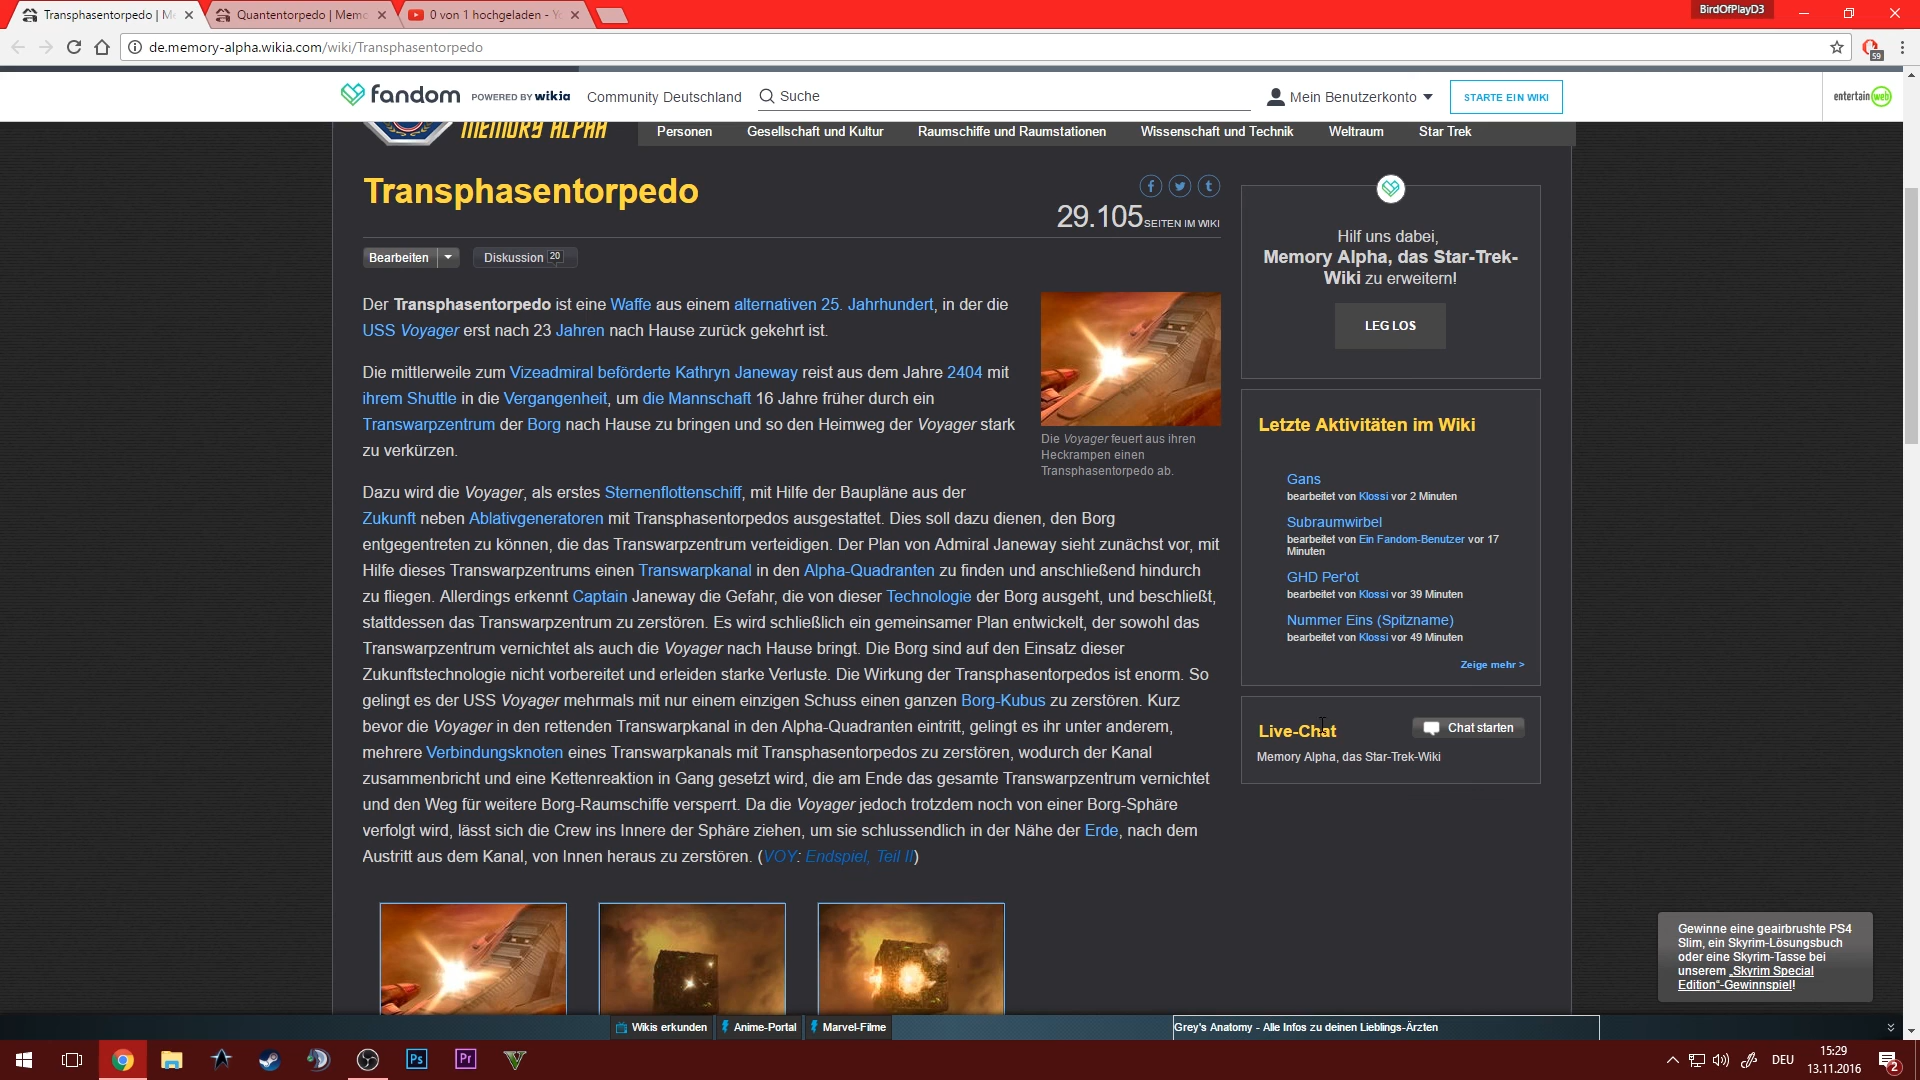 Transphasentorpedo | Me
Quantentorpedo | Memo
0 von 1 hochgeladen - Yo
BirdOfPlayD3
de.memory-alpha.wikia.com/wiki/Transphasentorpedo
59
fandom POWERED BY wikia
Community Deutschland
Suche
Mein Benutzerkonto
STARTE EIN WIKI
entertain web
MEMORY ALPHA
Personen
Gesellschaft und Kultur
Raumschiffe und Raumstationen
Wissenschaft und Technik
Weltraum
Star Trek
Transphasentorpedo
29.105 SEITEN IM WIKI
Bearbeiten
Diskussion 20
Der Transphasentorpedo ist eine Waffe aus einem alternativen 25. Jahrhundert, in der die
USS Voyager erst nach 23 Jahren nach Hause zurück gekehrt ist.
Die mittlerweile zum Vizeadmiral beförderte Kathryn Janeway reist aus dem Jahre 2404 mit
ihrem Shuttle in die Vergangenheit, um die Mannschaft 16 Jahre früher durch ein
Transwarpzentrum der Borg nach Hause zu bringen und so den Heimweg der Voyager stark
zu verkürzen.
Die Voyager feuert aus ihren
Heckrampen einen
Transphasentorpedo ab.
Dazu wird die Voyager, als erstes Sternenflottenschiff, mit Hilfe der Baupläne aus der
Zukunft neben Ablativgeneratoren mit Transphasentorpedos ausgestattet. Dies soll dazu dienen, den Borg
entgegentreten zu können, die das Transwarpzentrum verteidigen. Der Plan von Admiral Janeway sieht zunächst vor, mit
Hilfe dieses Transwarpzentrums einen Transwarpkanal in den Alpha-Quadranten zu finden und anschließend hindurch
zu fliegen. Allerdings erkennt Captain Janeway die Gefahr, die von dieser Technologie der Borg ausgeht, und beschließt,
stattdessen das Transwarpzentrum zu zerstören. Es wird schließlich ein gemeinsamer Plan entwickelt, der sowohl das
Transwarpzentrum vernichtet als auch die Voyager nach Hause bringt. Die Borg sind auf den Einsatz dieser
Zukunftstechnologie nicht vorbereitet und erleiden starke Verluste. Die Wirkung der Transphasentorpedos ist enorm. So
gelingt es der USS Voyager mehrmals mit nur einem einzigen Schuss einen ganzen Borg-Kubus zu zerstören. Kurz
bevor die Voyager in den rettenden Transwarpkanal in den Alpha-Quadranten eintritt, gelingt es ihr unter anderem,
mehrere Verbindungsknoten eines Transwarpkanals mit Transphasentorpedos zu zerstören, wodurch der Kanal
zusammenbricht und eine Kettenreaktion in Gang gesetzt wird, die am Ende das gesamte Transwarpzentrum vernichtet
und den Weg für weitere Borg-Raumschiffe versperrt. Da die Voyager jedoch trotzdem noch von einer Borg-Sphäre
verfolgt wird, lässt sich die Crew ins Innere der Sphäre ziehen, um sie schlussendlich in der Nähe der Erde, nach dem
Austritt aus dem Kanal, von Innen heraus zu zerstören. (VOY: Endspiel, Teil II)
Hilf uns dabei,
Memory Alpha, das Star-Trek-
Wiki zu erweitern!
LEG LOS
Letzte Aktivitäten im Wiki
Gans
bearbeitet von Klossi vor 2 Minuten
Subraumwirbel
bearbeitet von Ein Fandom-Benutzer vor 17
Minuten
GHD Per'ot
bearbeitet von Klossi vor 39 Minuten
Nummer Eins (Spitzname)
bearbeitet von Klossi vor 49 Minuten
Zeige mehr >
Live-Chat
Chat starten
Memory Alpha, das Star-Trek-Wiki
Gewinne eine geairbrushte PS4
Slim, ein Skyrim-Lösungsbuch
oder eine Skyrim-Tasse bei
unserem „Skyrim Special
Edition“-Gewinnspiel!
Wikis erkunden
Anime-Portal
Marvel-Filme
Grey's Anatomy - Alle Infos zu deinen Lieblings-Ärzten
Ps
Pr
V
DEU
15:29
13.11.2016
2